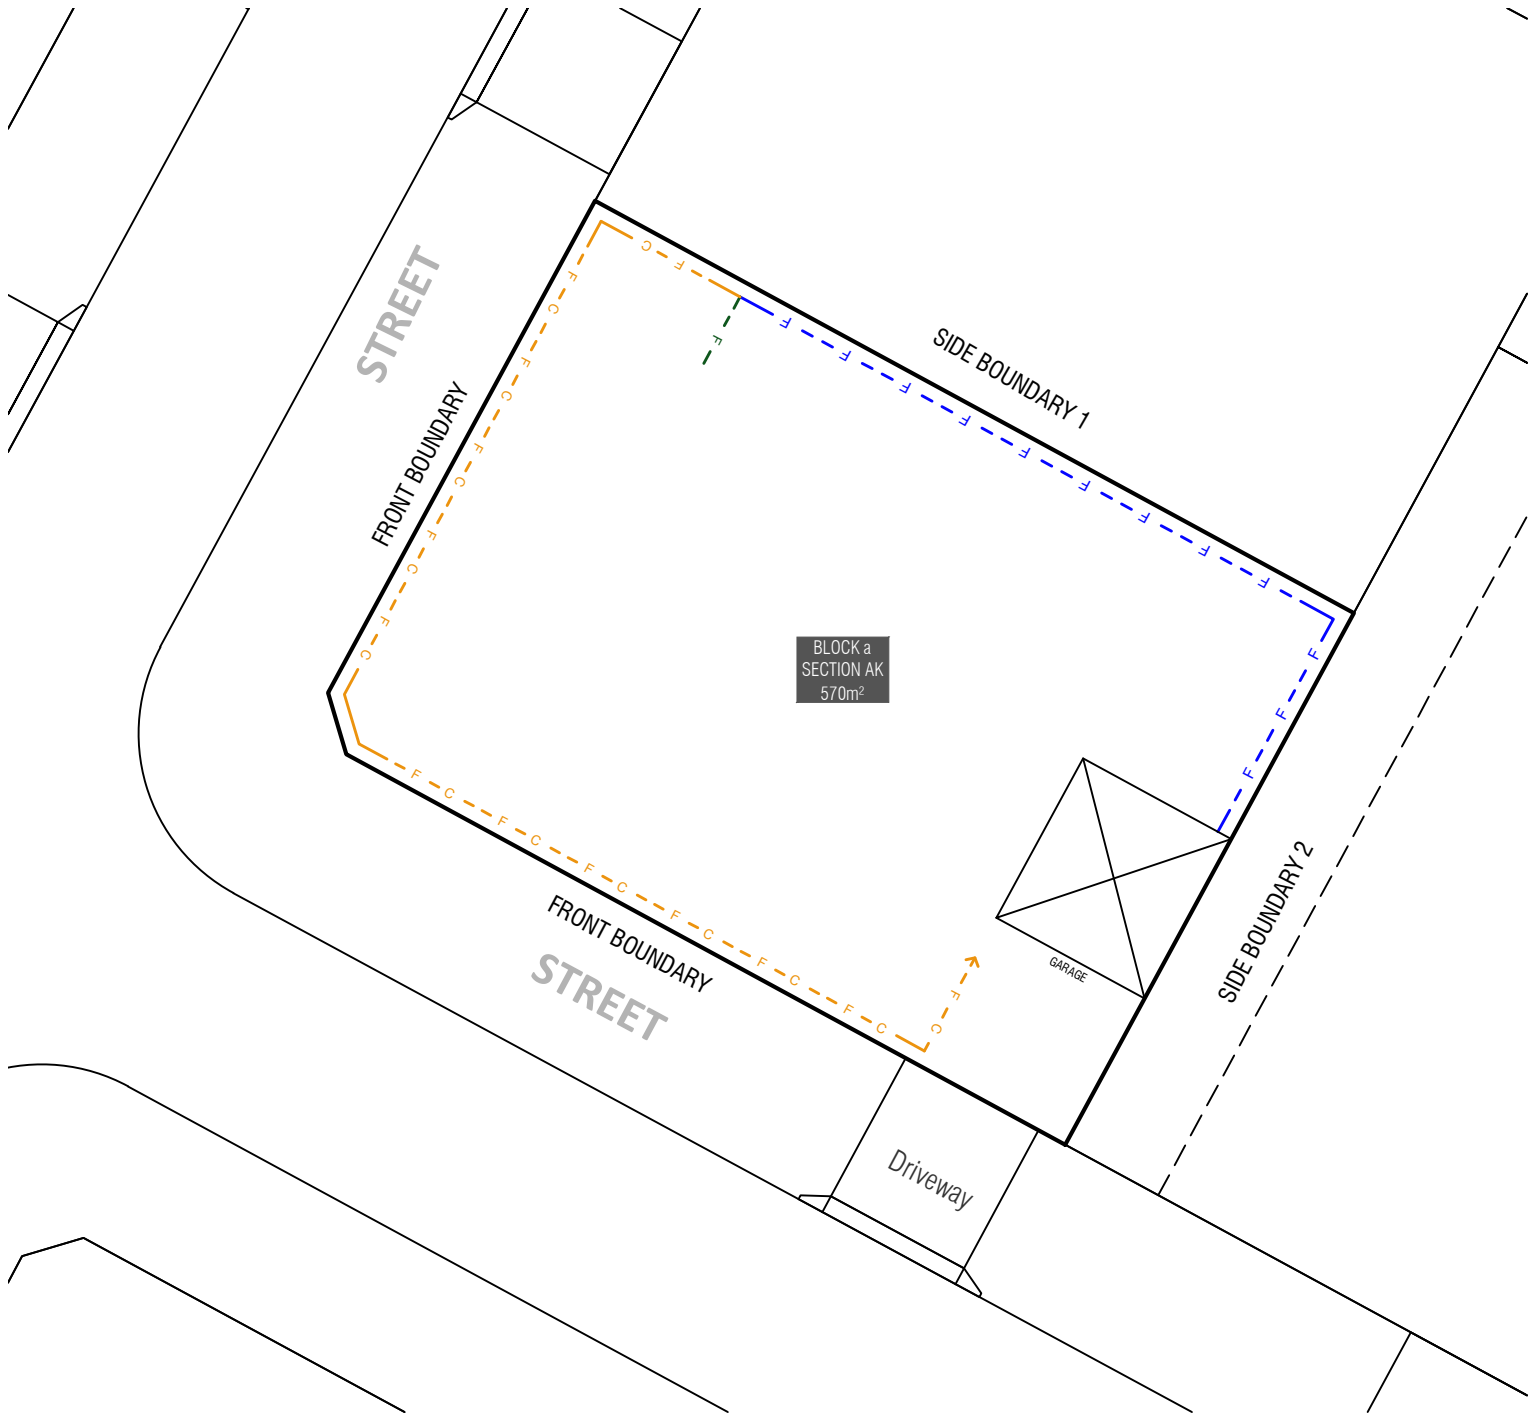 STREET
FRONT BOUNDARY
SIDE BOUNDARY 1
C F
F C F C F C F C F C
F
F F F F F F F F F
F F F
BLOCK a
SECTION AK
570m²
F C F C F C F C F C F C
F C
GARAGE
SIDE BOUNDARY 2
FRONT BOUNDARY
STREET
Driveway